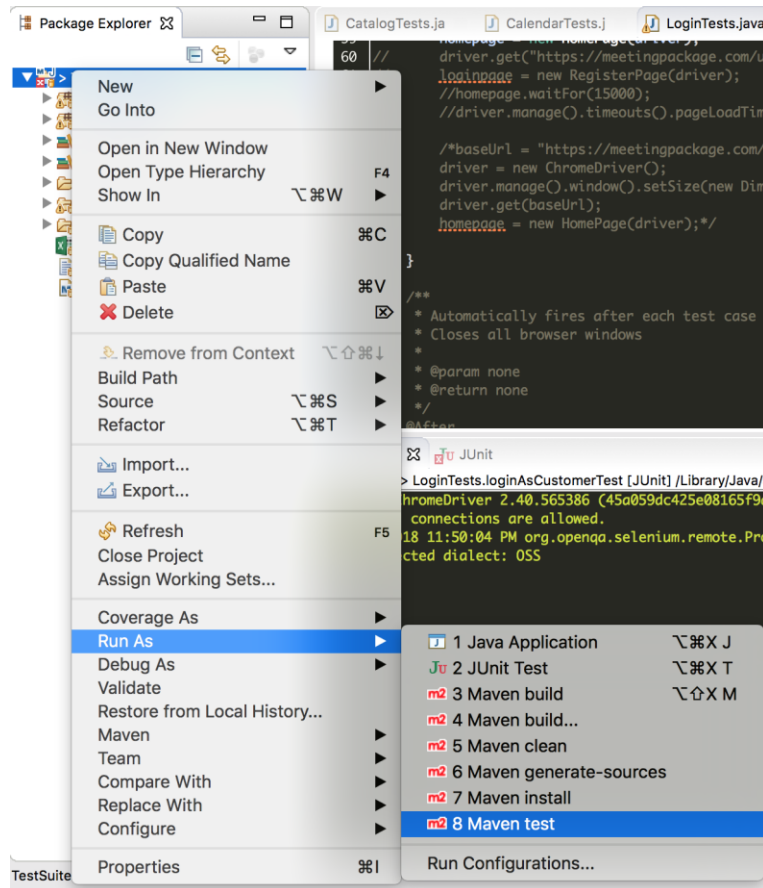 Package Explorer
CatalogTests.ja
CalendarTests.j
LoginTests.java
homepage = new HomePage(driver);
60 // driver.get("https://meetingpackage.com/u
loginpage = new RegisterPage(driver);
//homepage.waitFor(15000);
//driver.manage().timeouts().pageLoadTim
/*baseUrl = "https://meetingpackage.com/
driver = new ChromeDriver();
driver.manage().window().setSize(new Dim
driver.get(baseUrl);
homepage = new HomePage(driver);*/
}
/**
* Automatically fires after each test case
* Closes all browser windows
*
* @param none
* @return none
*/
@After
JUnit
> LoginTests.loginAsCustomerTest [JUnit] /Library/Java/
hromeDriver 2.40.565386 (45a059dc425e08165f9
connections are allowed.
18 11:50:04 PM org.openqa.selenium.remote.Pro
cted dialect: OSS
New
Go Into
Open in New Window
Open Type Hierarchy F4
Show In ⌥⌘W
Copy ⌘C
Copy Qualified Name
Paste ⌘V
Delete ⌦
Remove from Context ⌥⇧⌘↓
Build Path
Source ⌥⌘S
Refactor ⌥⌘T
Import...
Export...
Refresh F5
Close Project
Assign Working Sets...
Coverage As
Run As
Debug As
Validate
Restore from Local History...
Maven
Team
Compare With
Replace With
Configure
Properties ⌘I
1 Java Application ⌥⌘X J
2 JUnit Test ⌥⌘X T
3 Maven build ⌥⇧X M
4 Maven build...
5 Maven clean
6 Maven generate-sources
7 Maven install
8 Maven test
Run Configurations...
TestSuite